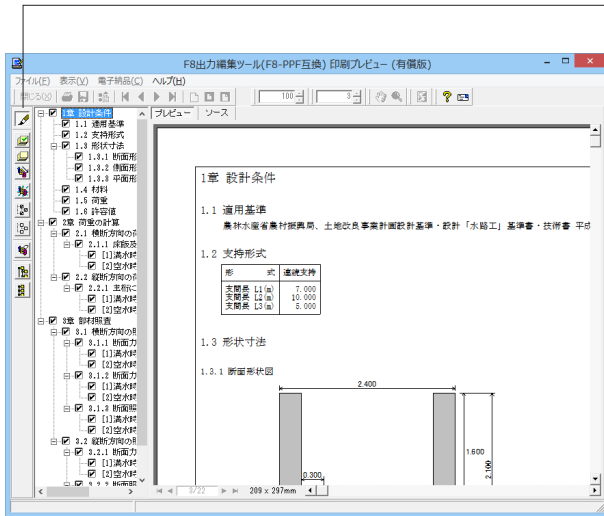 F8出力編集ツール(F8-PPF互換) 印刷プレビュー (有償版)
ファイル(F) 表示(V) 電子納品(C) ヘルプ(H)
閉じる(X) 100 3
プレビュー ソース
1章 設計条件
1.1 適用基準
1.2 支持形式
1.3 形状寸法
1.3.1 断面形
1.3.2 側面形
1.3.3 平面形
1.4 材料
1.5 荷重
1.6 許容値
2章 荷重の計算
2.1 横断方向の荷
2.1.1 床版及
[1]満水時
[2]空水時
2.2 縦断方向の荷
2.2.1 主桁に
[1]満水時
[2]空水時
3章 部材照査
3.1 横断方向の照
3.1.1 断面力
[1]満水時
[2]空水時
3.1.2 断面力
[1]満水時
[2]空水時
3.1.3 断面照
[1]満水時
[2]空水時
3.2 縦断方向の照
3.2.1 断面力
[1]満水時
[2]空水時
3.2.2 断面照
1章 設計条件
1.1 適用基準
農林水産省農村振興局、土地改良事業計画設計基準・設計「水路工」基準書・技術書 平成
1.2 支持形式
形 式 連続支持
支間長 L1(m) 7.000
支間長 L2(m) 10.000
支間長 L3(m) 5.000
1.3 形状寸法
1.3.1 断面形状図
2.400
1.600
2.100
0.300
3/22 209 x 297mm